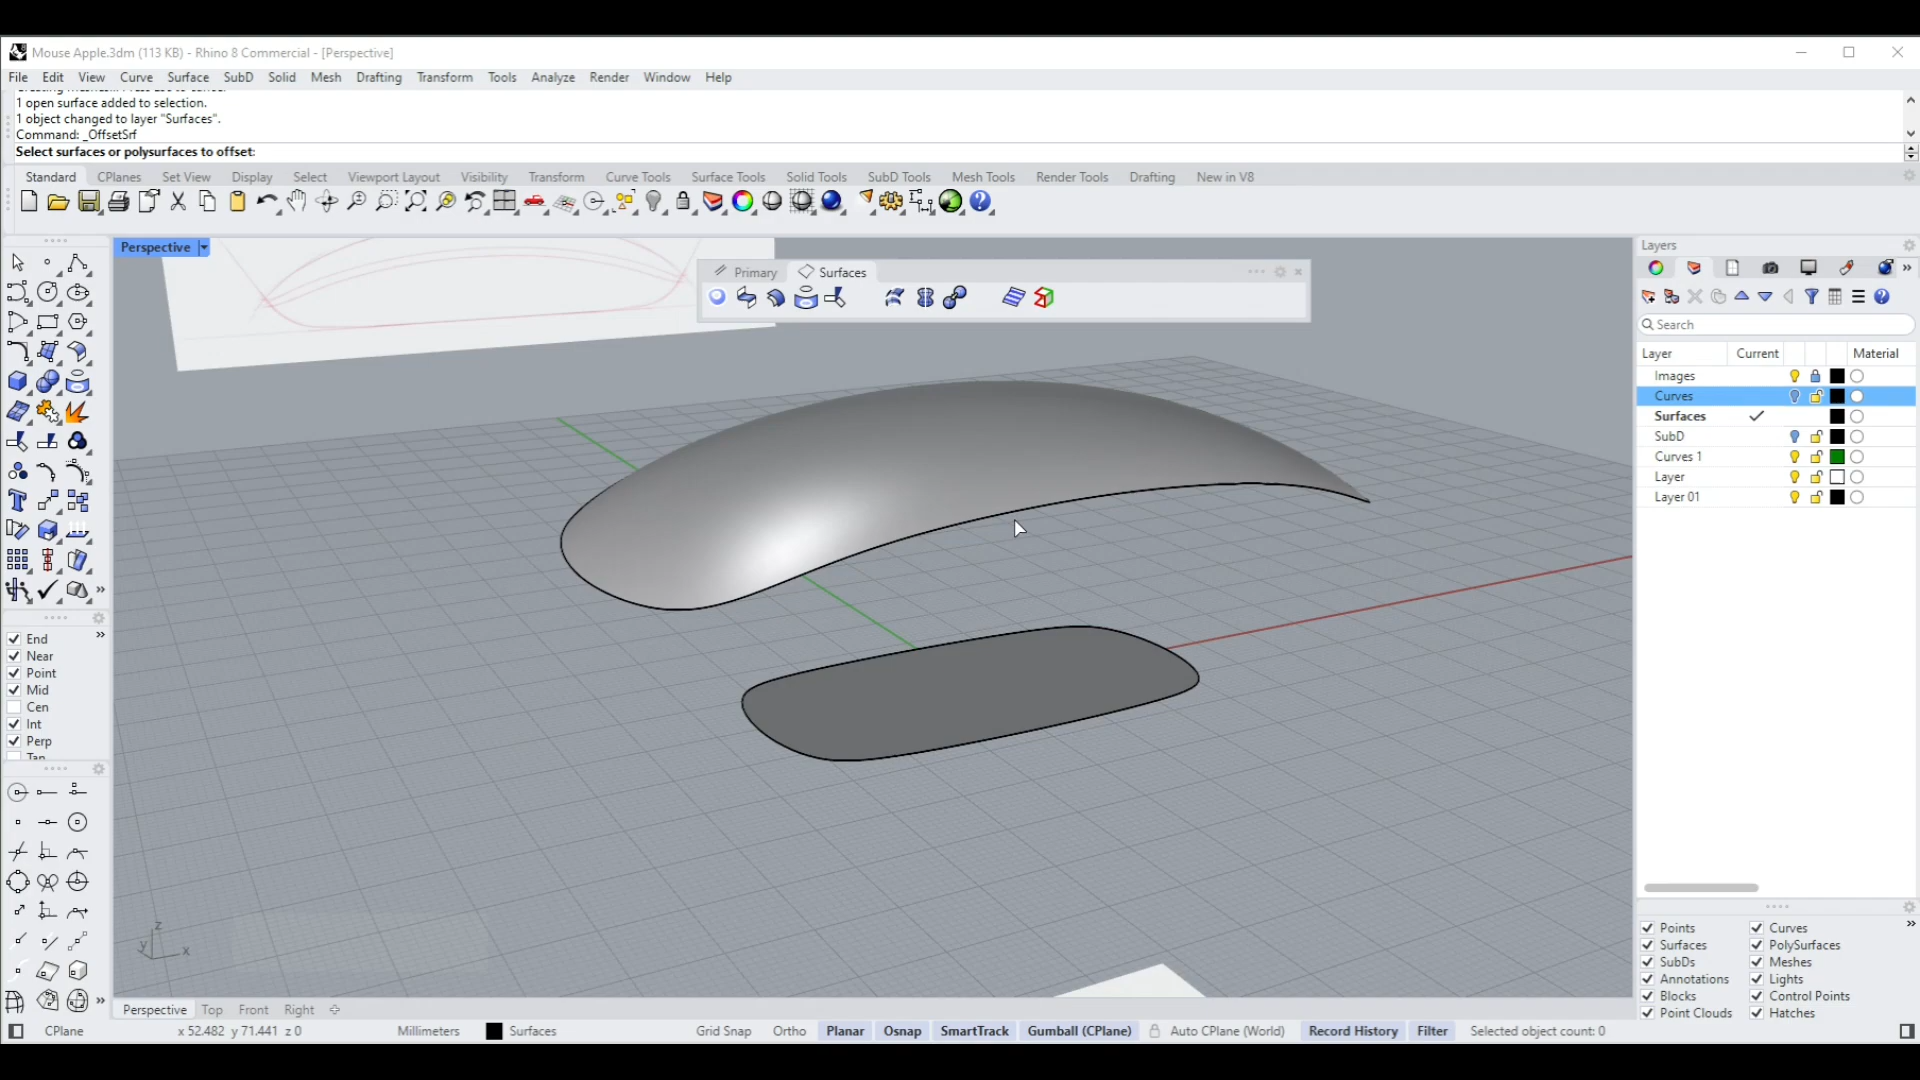 Mouse Apple.3dm (113 KB) - Rhino 8 Commercial - [Perspective]
File Edit View Curve Surface SubD Solid Mesh Drafting Transform Tools Analyze Render Window Help
1 open surface added to selection.
1 object changed to layer "Surfaces".
Command: _OffsetSrf
Select surfaces or polysurfaces to offset:
Standard CPlanes Set View Display Select Viewport Layout Visibility Transform Curve Tools Surface Tools Solid Tools SubD Tools Mesh Tools Render Tools Drafting New in V8
Perspective
Primary Surfaces
Layers
Search
Layer Current Material
Images
Curves
Surfaces
SubD
Curves 1
Layer
Layer 01
End
Near
Point
Mid
Cen
Int
Perp
Tan
z
y x
Points Curves
Surfaces PolySurfaces
SubDs Meshes
Annotations Lights
Blocks Control Points
Point Clouds Hatches
Perspective Top Front Right
CPlane x 52.482 y 71.441 z 0 Millimeters Surfaces Grid Snap Ortho Planar Osnap SmartTrack Gumball (CPlane) Auto CPlane (World) Record History Filter Selected object count: 0